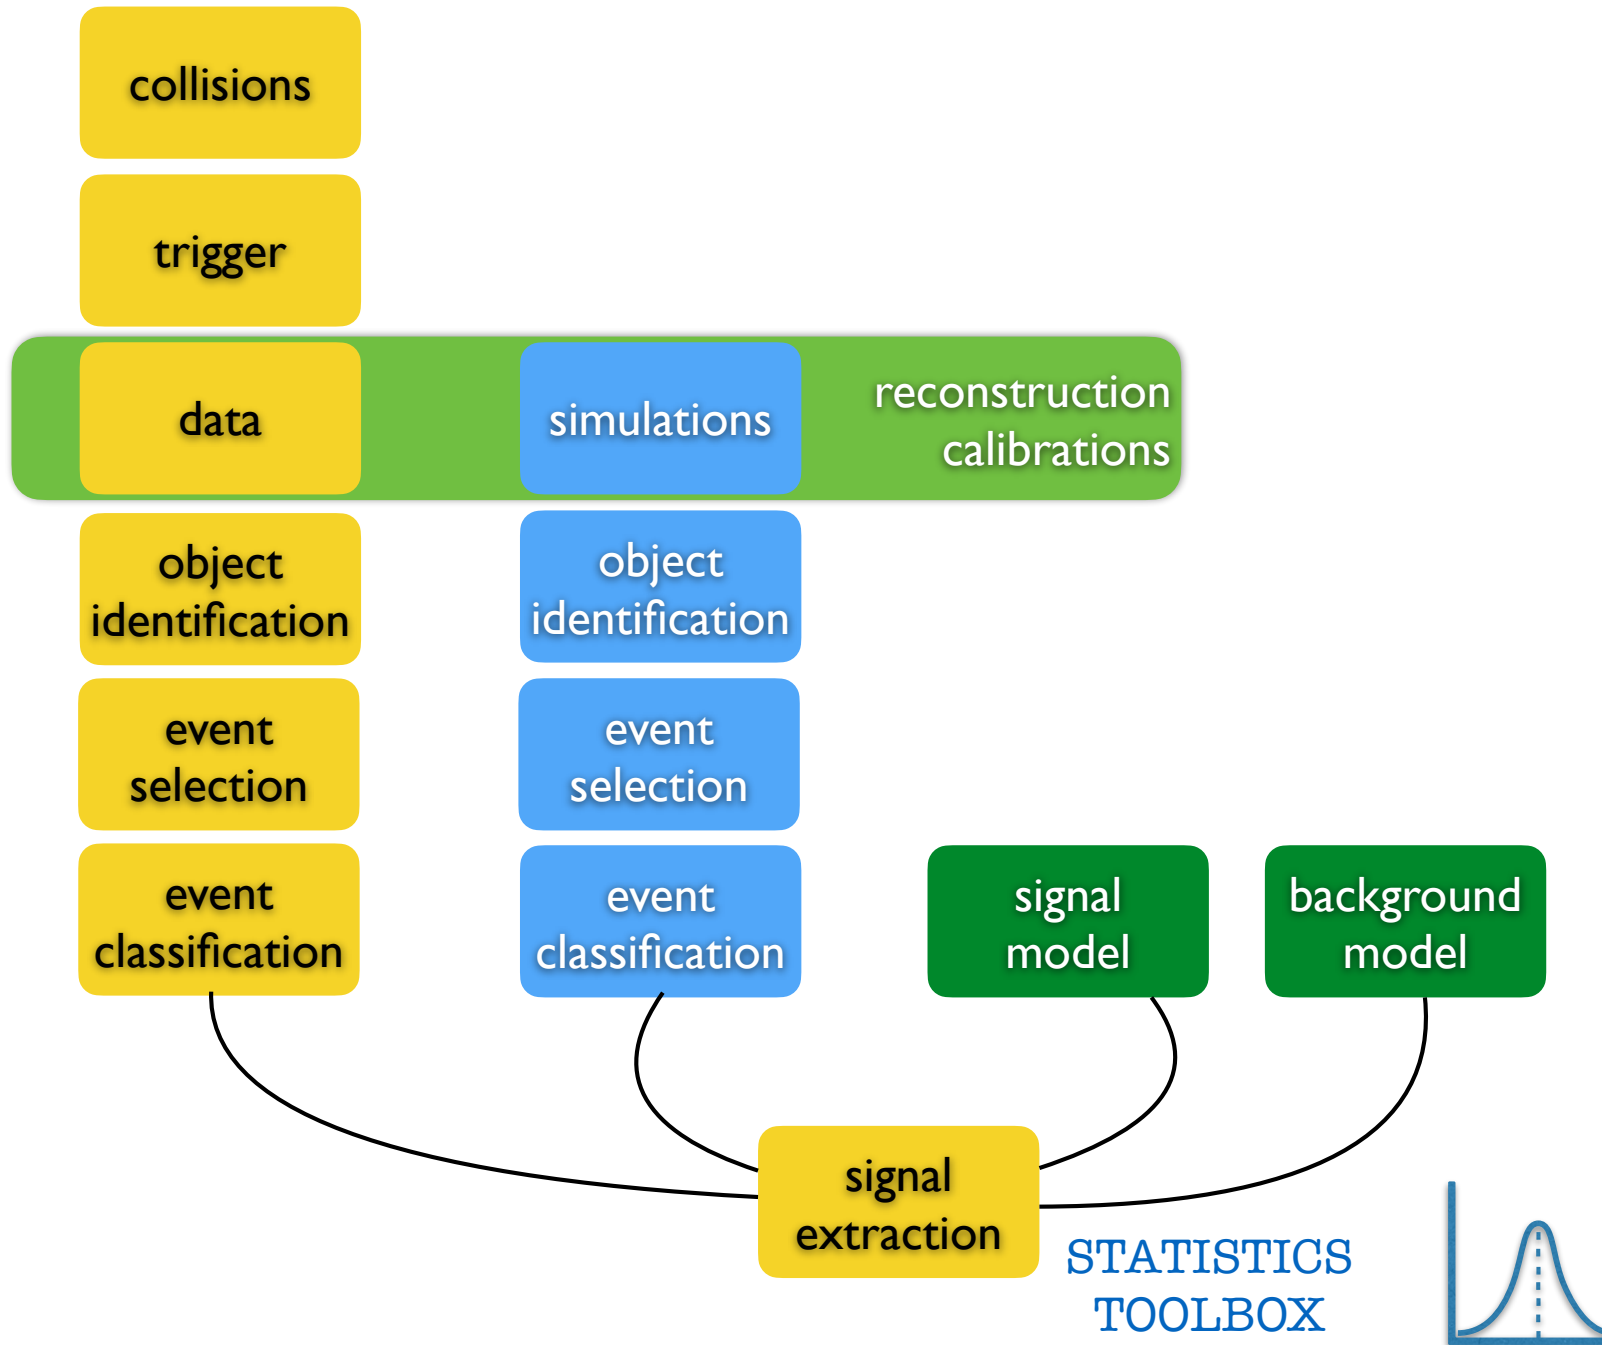 collisions
trigger
data
simulations
reconstruction
calibrations
object
identification
object
identification
event
selection
event
selection
event
classification
event
classification
signal
model
background
model
signal
extraction
STATISTICS
TOOLBOX